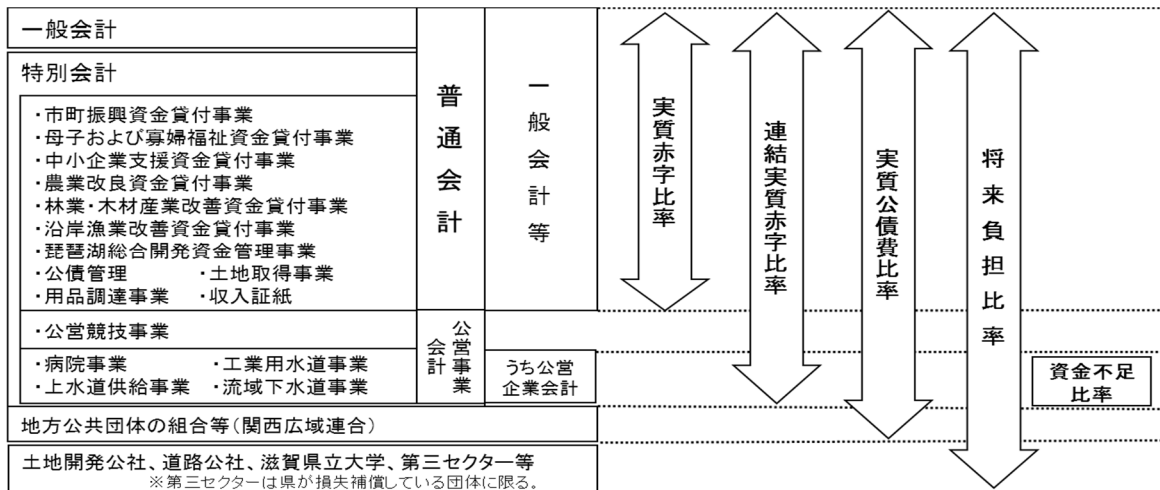 一般会計
特別会計
・市町振興資金貸付事業
・母子および寡婦福祉資金貸付事業
・中小企業支援資金貸付事業
・農業改良資金貸付事業
・林業・木材産業改善資金貸付事業
・沿岸漁業改善資金貸付事業
・琵琶湖総合開発資金管理事業
・公債管理 ・土地取得事業
・用品調達事業 ・収入証紙
・公営競技事業
・病院事業 ・工業用水道事業
・上水道供給事業 ・流域下水道事業
地方公共団体の組合等(関西広域連合)
土地開発公社、道路公社、滋賀県立大学、第三セクター等
※第三セクターは県が損失補償している団体に限る。
普通会計
公営事業
会計
一般会計等
うち公営
企業会計
実質赤字比率
連結実質赤字比率
実質公債費比率
将来負担比率
資金不足
比率